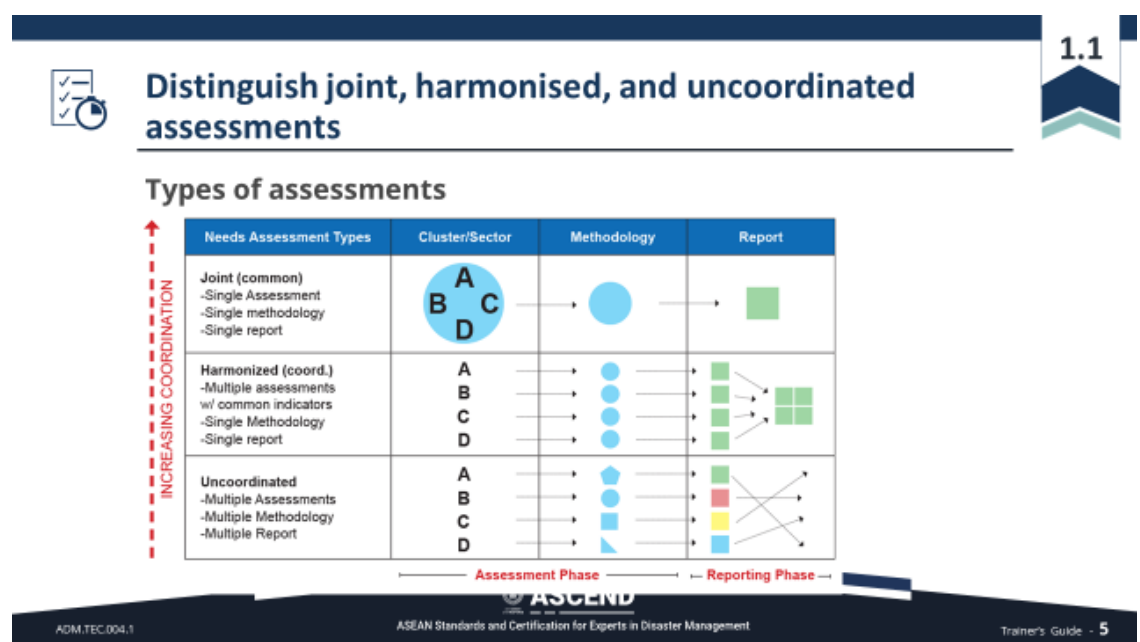 1.1
Distinguish joint, harmonised, and uncoordinated
assessments
Types of assessments
INCREASING COORDINATION
Needs Assessment Types Cluster/Sector Methodology Report
Joint (common)
-Single Assessment
-Single methodology
-Single report
A
B C
D
Harmonized (coord.)
-Multiple assessments
w/ common indicators
-Single Methodology
-Single report
A
B
C
D
Uncoordinated
-Multiple Assessments
-Multiple Methodology
-Multiple Report
A
B
C
D
Assessment Phase Reporting Phase
ASCEND
ASEAN Standards and Certification for Experts in Disaster Management
ADM.TEC.004.1
Trainer's Guide - 5